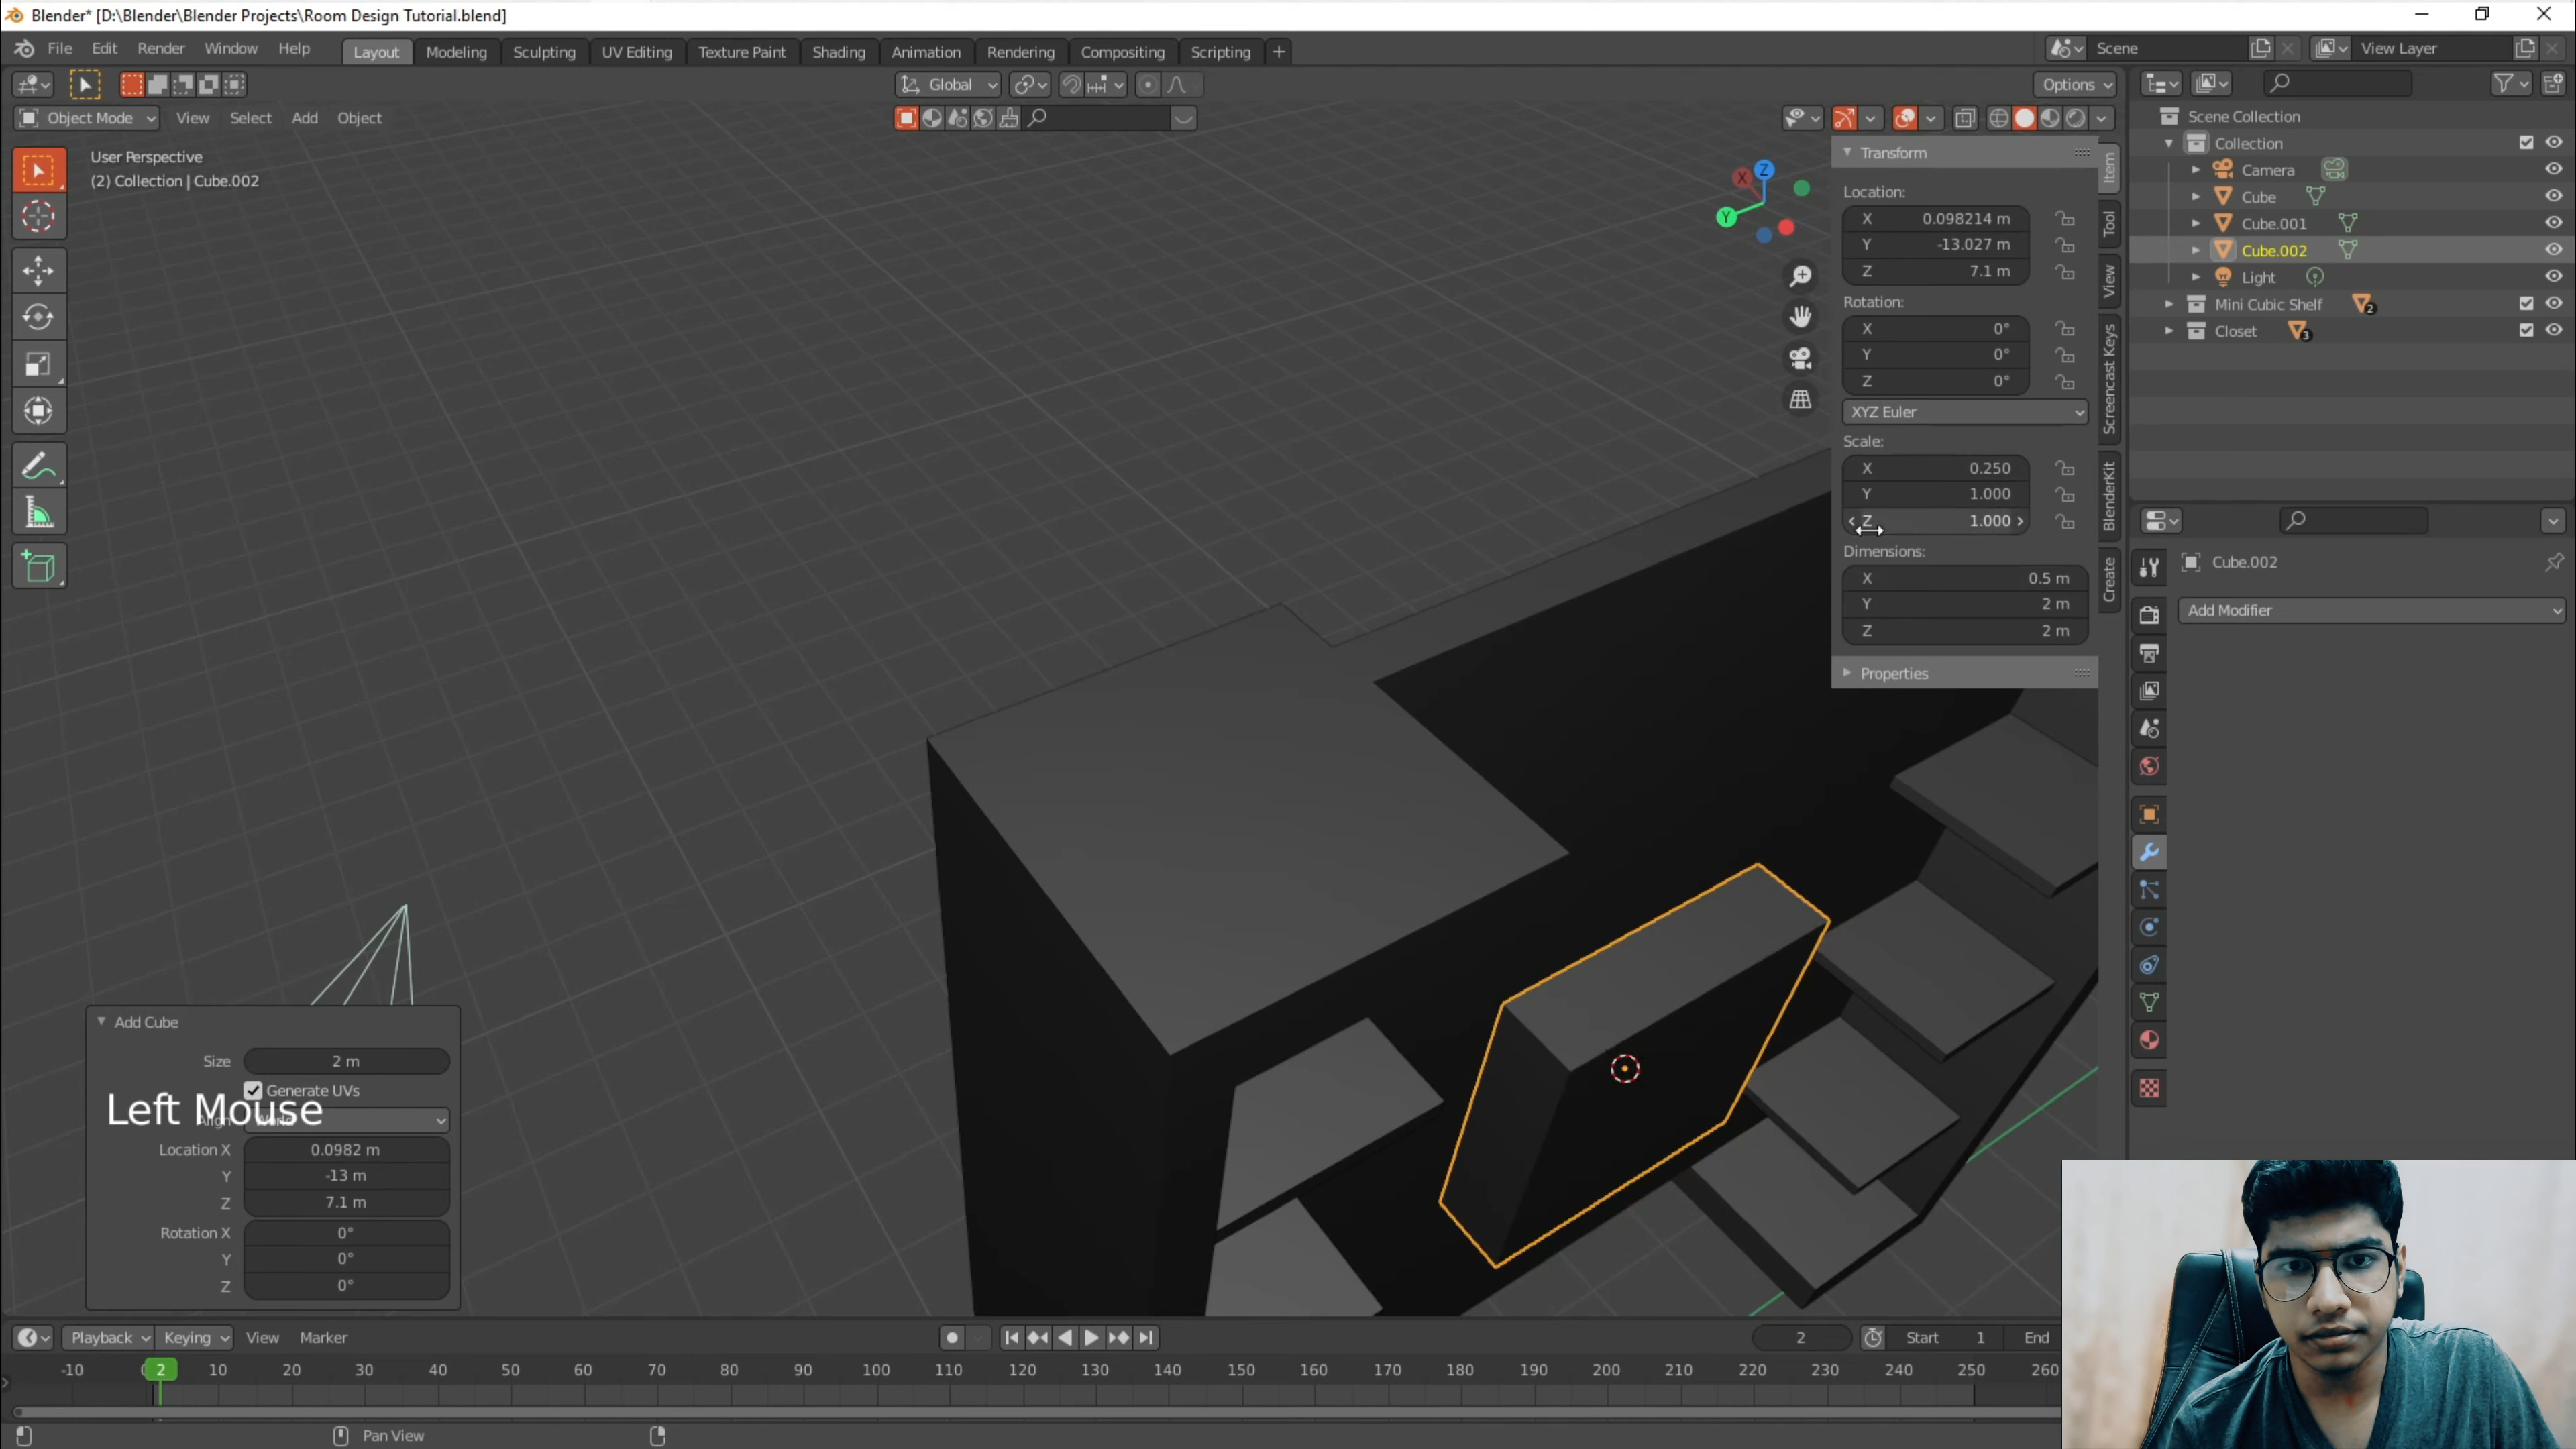 Blender* [D:\Blender\Blender Projects\Room Design Tutorial.blend]
File Edit Render Window Help Layout Modeling Sculpting UV Editing Texture Paint Shading Animation Rendering Compositing Scripting + Scene View Layer
Global Options
Object Mode View Select Add Object
User Perspective
(2) Collection | Cube.002
X Y Z
Transform
Location:
X 0.098214 m
Y -13.027 m
Z 7.1 m
Rotation:
X 0°
Y 0°
Z 0°
XYZ Euler
Scale:
X 0.250
Y 1.000
Z 1.000
Dimensions:
X 0.5 m
Y 2 m
Z 2 m
Properties
Item
Tool
View
Screencast Keys
BlenderKit
Create
Scene Collection
Collection
Camera
Cube
Cube.001
Cube.002
Light
Mini Cubic Shelf 2
Closet 3
Cube.002
Add Modifier
Add Cube
Size 2 m
Generate UVs
Left Mouse
Location X 0.0982 m
Y -13 m
Z 7.1 m
Rotation X 0°
Y 0°
Z 0°
Playback Keying View Marker 2 Start 1 End
-10 0 2 10 20 30 40 50 60 70 80 90 100 110 120 130 140 150 160 170 180 190 200 210 220 230 240 250 260
Pan View